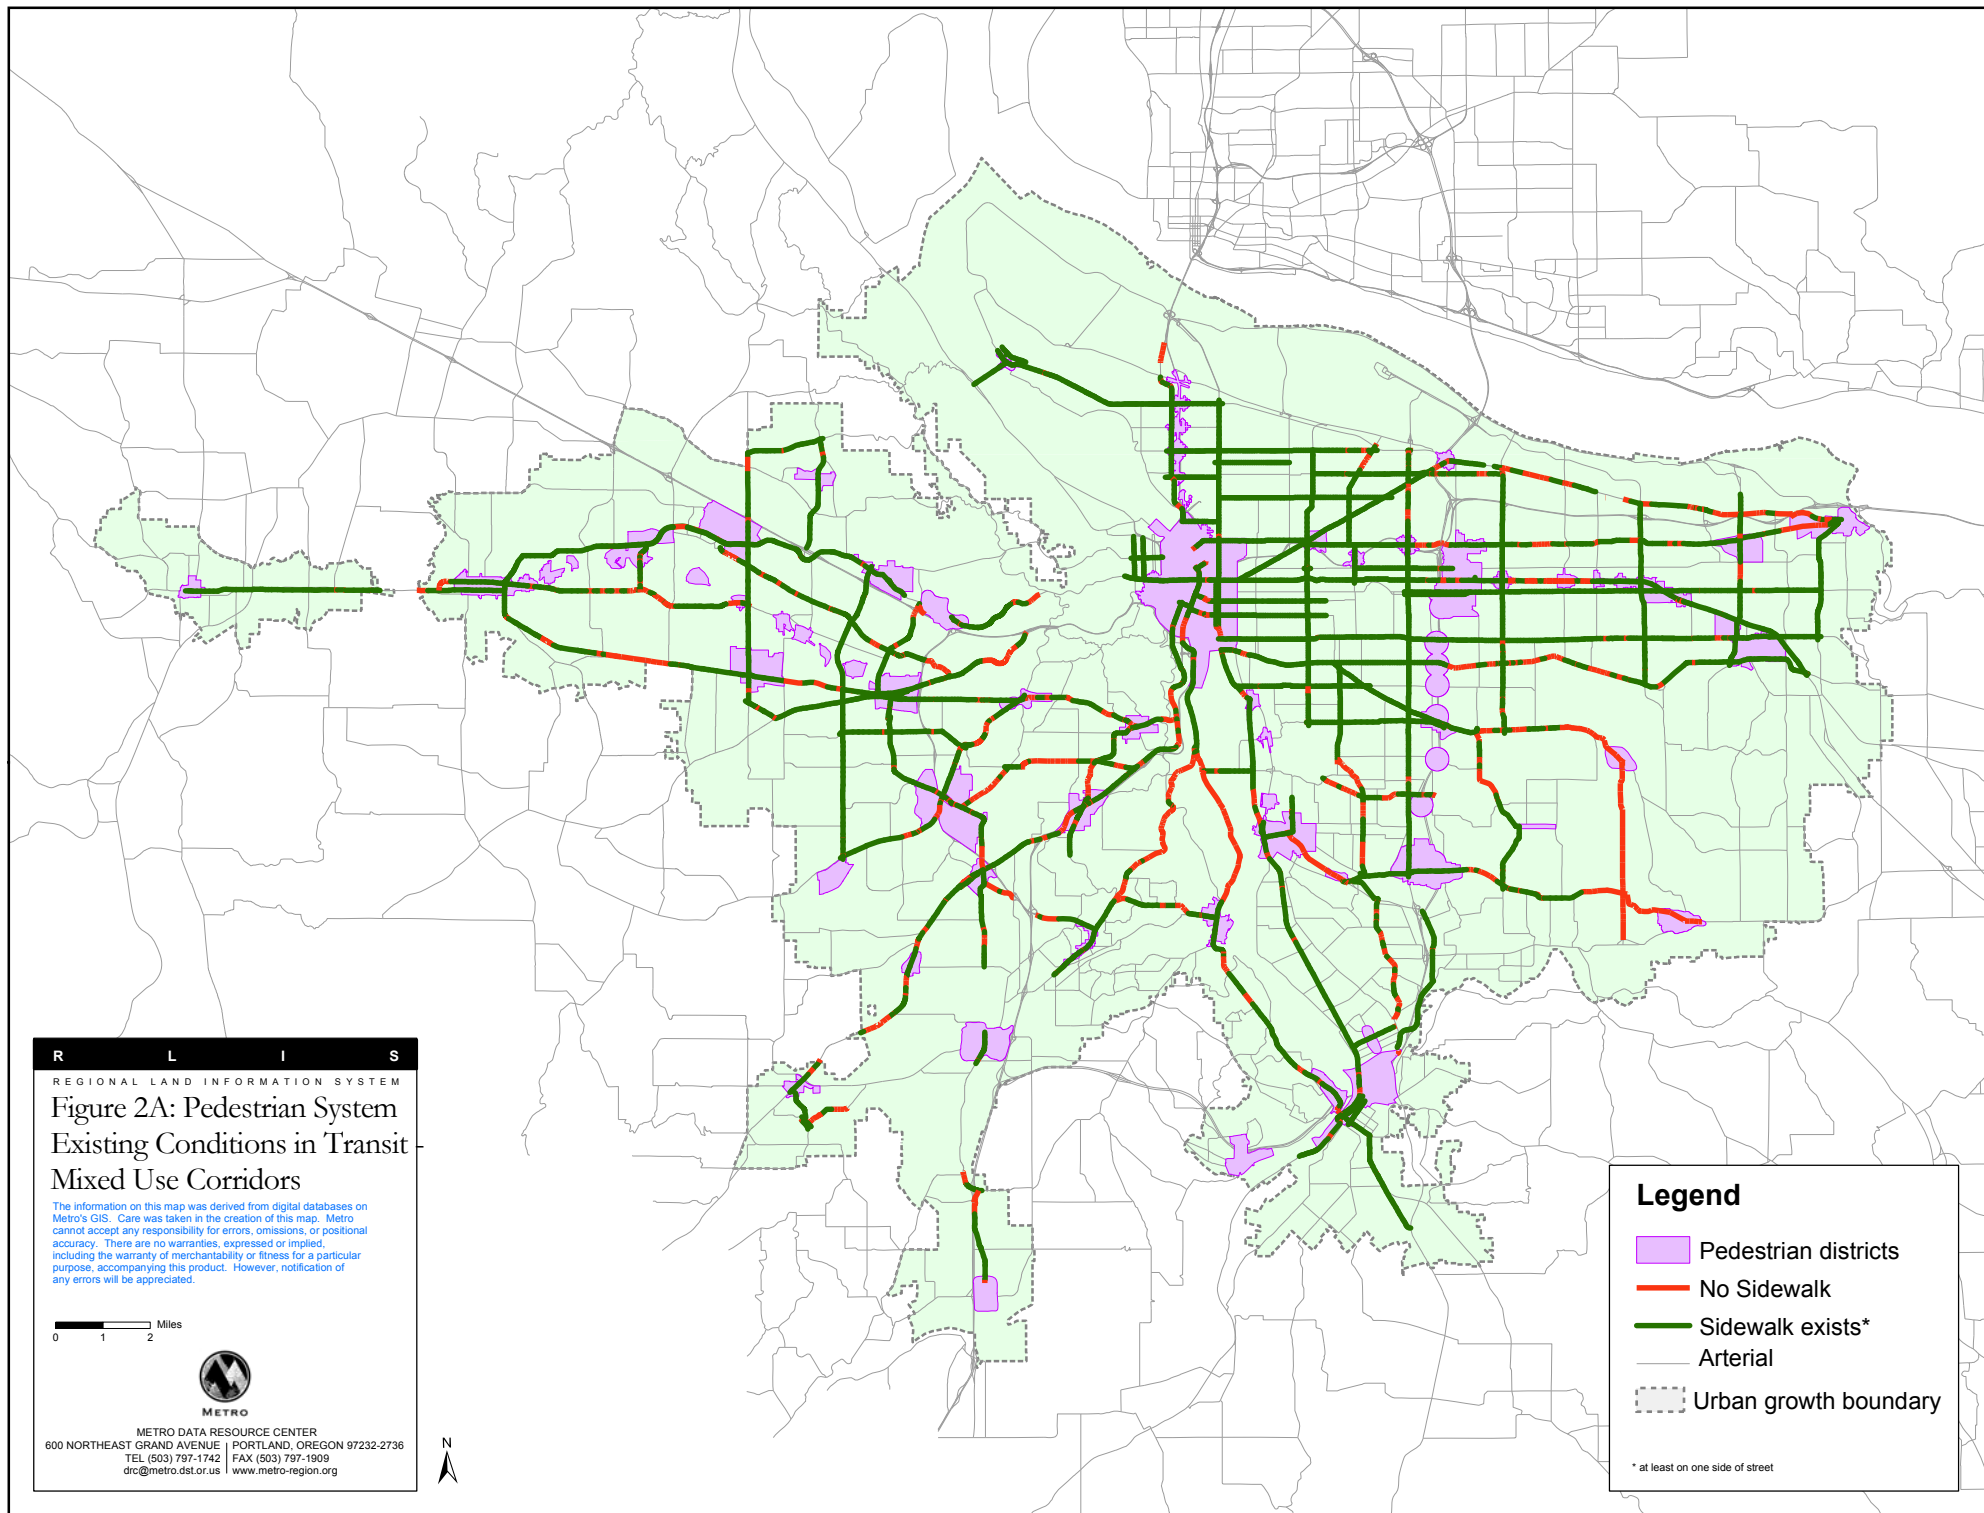 R L I S
REGIONAL LAND INFORMATION SYSTEM
Figure 2A: Pedestrian System
Existing Conditions in Transit -
Mixed Use Corridors
The information on this map was derived from digital databases on
Metro's GIS. Care was taken in the creation of this map. Metro
cannot accept any responsibility for errors, omissions, or positional
accuracy. There are no warranties, expressed or implied,
including the warranty of merchantability or fitness for a particular
purpose, accompanying this product. However, notification of
any errors will be appreciated.
Miles
0 1 2
METRO
METRO DATA RESOURCE CENTER
600 NORTHEAST GRAND AVENUE | PORTLAND, OREGON 97232-2736
TEL (503) 797-1742 | FAX (503) 797-1909
drc@metro.dst.or.us | www.metro-region.org
N
Legend
Pedestrian districts
No Sidewalk
Sidewalk exists*
Arterial
Urban growth boundary
* at least on one side of street